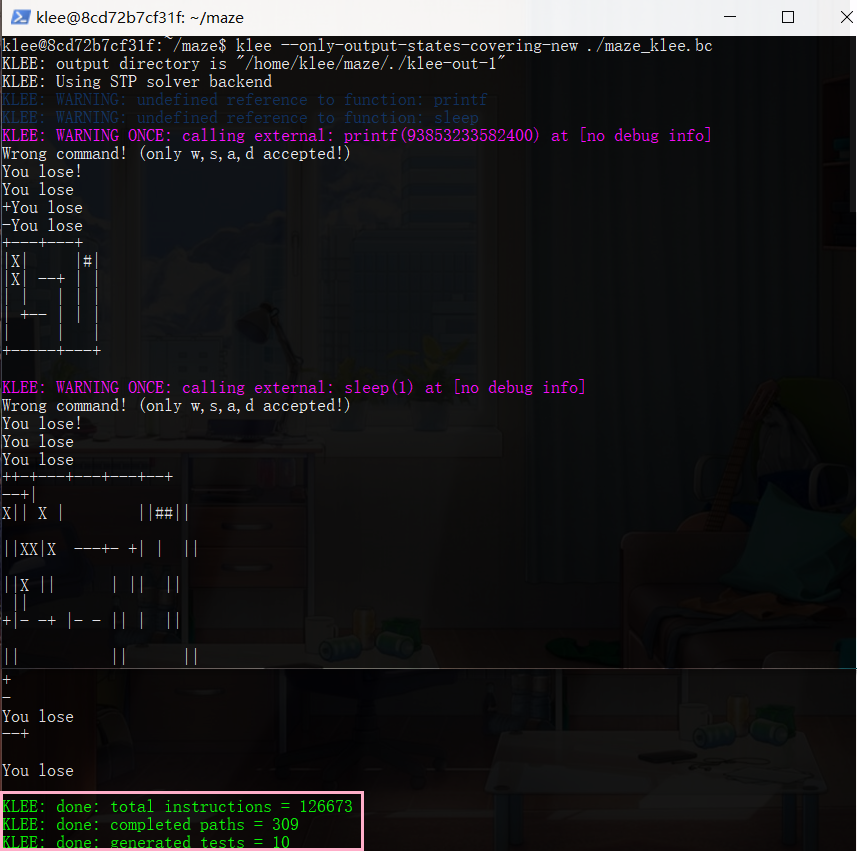 klee@8cd72b7cf31f: ~/maze
klee@8cd72b7cf31f:~/maze$ klee --only-output-states-covering-new ./maze_klee.bc
KLEE: output directory is "/home/klee/maze/./klee-out-1"
KLEE: Using STP solver backend
KLEE: WARNING: undefined reference to function: printf
KLEE: WARNING: undefined reference to function: sleep
KLEE: WARNING ONCE: calling external: printf(93853233582400) at [no debug info]
Wrong command! (only w,s,a,d accepted!)
You lose!
You lose
+You lose
-You lose
+---+---+
|X|     |#|
|X| --+ | |
| |   | | |
| +-- | | |
|     |   |
+-----+---+
KLEE: WARNING ONCE: calling external: sleep(1) at [no debug info]
Wrong command! (only w,s,a,d accepted!)
You lose!
You lose
You lose
++-+---+---+---+--+
--+|
X|| X |        ||##||
||XX|X  ---+- +| |  ||
||X ||      | ||  ||
 ||
+|- -+ |- - || |  ||
||          ||      ||
+
-
You lose
--+
You lose
KLEE: done: total instructions = 126673
KLEE: done: completed paths = 309
KLEE: done: generated tests = 10